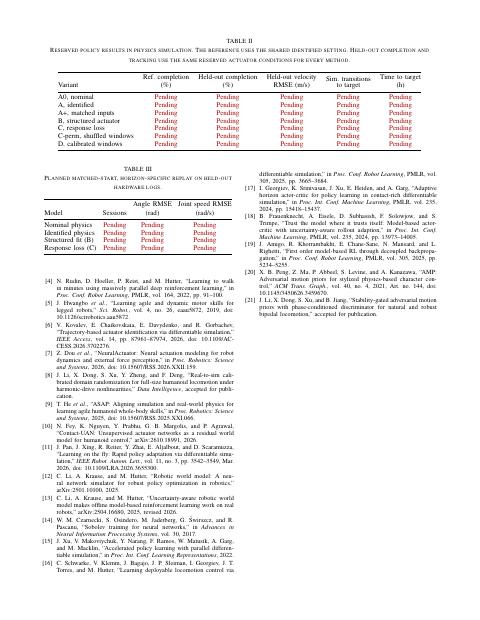 TABLE II
RESERVED POLICY RESULTS IN PHYSICS SIMULATION. THE REFERENCE USES THE SHARED IDENTIFIED SETTING. HELD-OUT COMPLETION AND
TRACKING USE THE SAME RESERVED ACTUATOR CONDITIONS FOR EVERY METHOD.
Variant Ref. completion (%) Held-out completion (%) Held-out velocity RMSE (m/s) Sim. transitions to target Time to target (h)
A0, nominal Pending Pending Pending Pending Pending
A, identified Pending Pending Pending Pending Pending
A+, matched inputs Pending Pending Pending Pending Pending
B, structured actuator Pending Pending Pending Pending Pending
C, response loss Pending Pending Pending Pending Pending
C-perm, shuffled windows Pending Pending Pending Pending Pending
D, calibrated windows Pending Pending Pending Pending Pending
TABLE III
PLANNED MATCHED-START, HORIZON-SPECIFIC REPLAY ON HELD-OUT
HARDWARE LOGS.
Model Sessions Angle RMSE (rad) Joint speed RMSE (rad/s)
Nominal physics Pending Pending Pending
Identified physics Pending Pending Pending
Structured fit (B) Pending Pending Pending
Response loss (C) Pending Pending Pending
[4] N. Rudin, D. Hoeller, P. Reist, and M. Hutter, "Learning to walk
in minutes using massively parallel deep reinforcement learning," in
Proc. Conf. Robot Learning, PMLR, vol. 164, 2022, pp. 91–100.
[5] J. Hwangbo et al., "Learning agile and dynamic motor skills for
legged robots," Sci. Robot., vol. 4, no. 26, eaau5872, 2019, doi:
10.1126/scirobotics.aau5872.
[6] V. Kovalev, E. Chaikovskaia, E. Davydenko, and R. Gorbachev,
"Trajectory-based actuator identification via differentiable simulation,"
IEEE Access, vol. 14, pp. 87961–87974, 2026, doi: 10.1109/AC-
CESS.2026.3702276.
[7] Z. Dou et al., "NeuralActuator: Neural actuation modeling for robot
dynamics and external force perception," in Proc. Robotics: Science
and Systems, 2026, doi: 10.15607/RSS.2026.XXII.159.
[8] J. Li, X. Dong, S. Xu, Y. Zheng, and F. Deng, "Real-to-sim cali-
brated domain randomization for full-size humanoid locomotion under
harmonic-drive nonlinearities," Data Intelligence, accepted for publi-
cation.
[9] T. He et al., "ASAP: Aligning simulation and real-world physics for
learning agile humanoid whole-body skills," in Proc. Robotics: Science
and Systems, 2025, doi: 10.15607/RSS.2025.XXI.066.
[10] N. Fey, K. Nguyen, Y. Prabhu, G. B. Margolis, and P. Agrawal,
"Contact-UAN: Unsupervised actuator networks as a residual world
model for humanoid control," arXiv:2610.18991, 2026.
[11] J. Pan, J. Xing, R. Reiter, Y. Zhai, E. Aljalbout, and D. Scaramuzza,
"Learning on the fly: Rapid policy adaptation via differentiable simu-
lation," IEEE Robot. Autom. Lett., vol. 11, no. 3, pp. 3542–3549, Mar.
2026, doi: 10.1109/LRA.2026.3655300.
[12] C. Li, A. Krause, and M. Hutter, "Robotic world model: A neu-
ral network simulator for robust policy optimization in robotics,"
arXiv:2501.10100, 2025.
[13] C. Li, A. Krause, and M. Hutter, "Uncertainty-aware robotic world
model makes offline model-based reinforcement learning work on real
robots," arXiv:2504.16680, 2025, revised 2026.
[14] W. M. Czarnecki, S. Osindero, M. Jaderberg, G. Świrszcz, and R.
Pascanu, "Sobolev training for neural networks," in Advances in
Neural Information Processing Systems, vol. 30, 2017.
[15] J. Xu, V. Makoviychuk, Y. Narang, F. Ramos, W. Matusik, A. Garg,
and M. Macklin, "Accelerated policy learning with parallel differen-
tiable simulation," in Proc. Int. Conf. Learning Representations, 2022.
[16] C. Schwarke, V. Klemm, J. Bagajo, J. P. Sleiman, I. Georgiev, J. T.
Torres, and M. Hutter, "Learning deployable locomotion control via
differentiable simulation," in Proc. Conf. Robot Learning, PMLR, vol.
305, 2025, pp. 3665–3684.
[17] I. Georgiev, K. Srinivasan, J. Xu, E. Heiden, and A. Garg, "Adaptive
horizon actor-critic for policy learning in contact-rich differentiable
simulation," in Proc. Int. Conf. Machine Learning, PMLR, vol. 235,
2024, pp. 15418–15437.
[18] B. Frauenknecht, A. Eisele, D. Subhasish, F. Solowjow, and S.
Trimpe, "Trust the model where it trusts itself: Model-based actor-
critic with uncertainty-aware rollout adaption," in Proc. Int. Conf.
Machine Learning, PMLR, vol. 235, 2024, pp. 13973–14005.
[19] J. Amigo, R. Khorrambakht, E. Chane-Sane, N. Mansard, and L.
Righetti, "First order model-based RL through decoupled backpropa-
gation," in Proc. Conf. Robot Learning, PMLR, vol. 305, 2025, pp.
5234–5255.
[20] X. B. Peng, Z. Ma, P. Abbeel, S. Levine, and A. Kanazawa, "AMP:
Adversarial motion priors for stylized physics-based character con-
trol," ACM Trans. Graph., vol. 40, no. 4, 2021, Art. no. 144, doi:
10.1145/3450626.3459670.
[21] J. Li, X. Dong, S. Xu, and B. Jiang, "Stability-gated adversarial motion
priors with phase-conditioned discriminator for natural and robust
bipedal locomotion," accepted for publication.